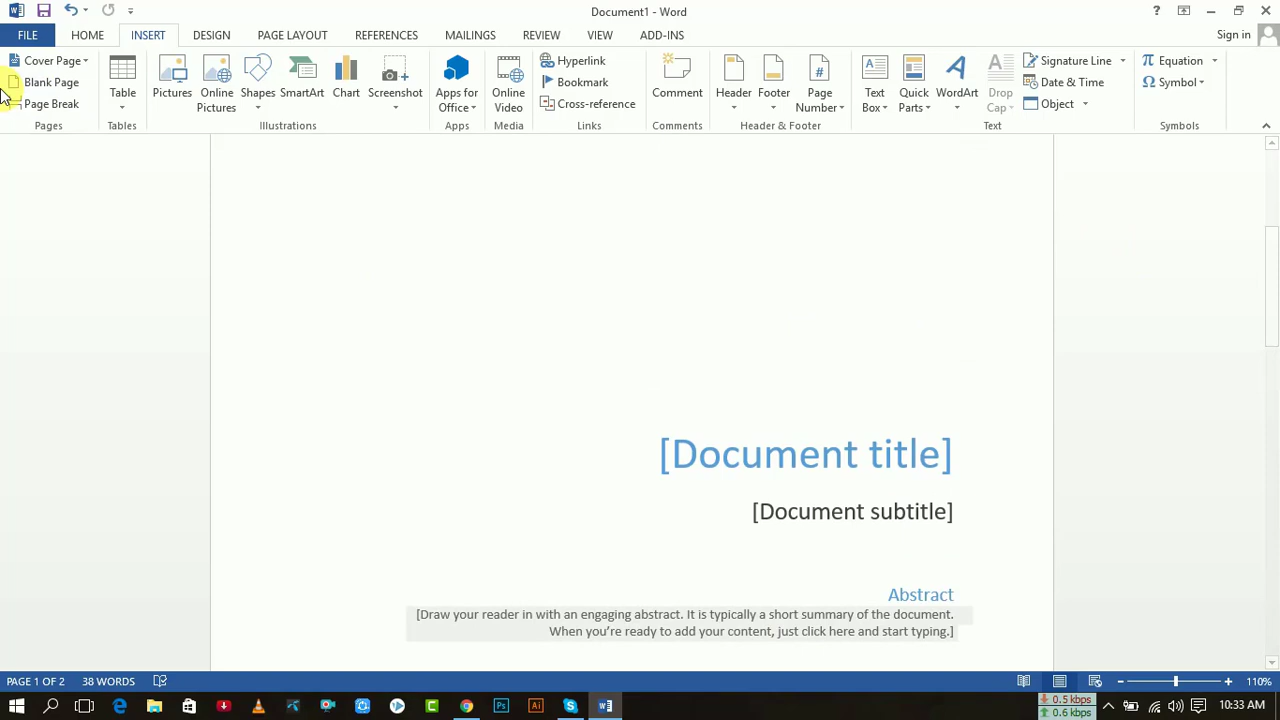 Document1 - Word
Sign in
FILE HOME INSERT DESIGN PAGE LAYOUT REFERENCES MAILINGS REVIEW VIEW ADD-INS
Cover Page
Blank Page
Page Break
Pages
Table
Tables
Pictures
Online
Pictures
Shapes
SmartArt
Chart
Screenshot
Illustrations
Apps for
Office
Apps
Online
Video
Media
Hyperlink
Bookmark
Cross-reference
Links
Comment
Comments
Header
Footer
Page
Number
Header & Footer
Text
Box
Quick
Parts
WordArt
Drop
Cap
Signature Line
Date & Time
Object
Text
Equation
Symbol
Symbols
[Document title]
[Document subtitle]
Abstract
[Draw your reader in with an engaging abstract. It is typically a short summary of the document.
When you’re ready to add your content, just click here and start typing.]
PAGE 1 OF 2 38 WORDS
110%
0.5 kbps
0.6 kbps
10:33 AM